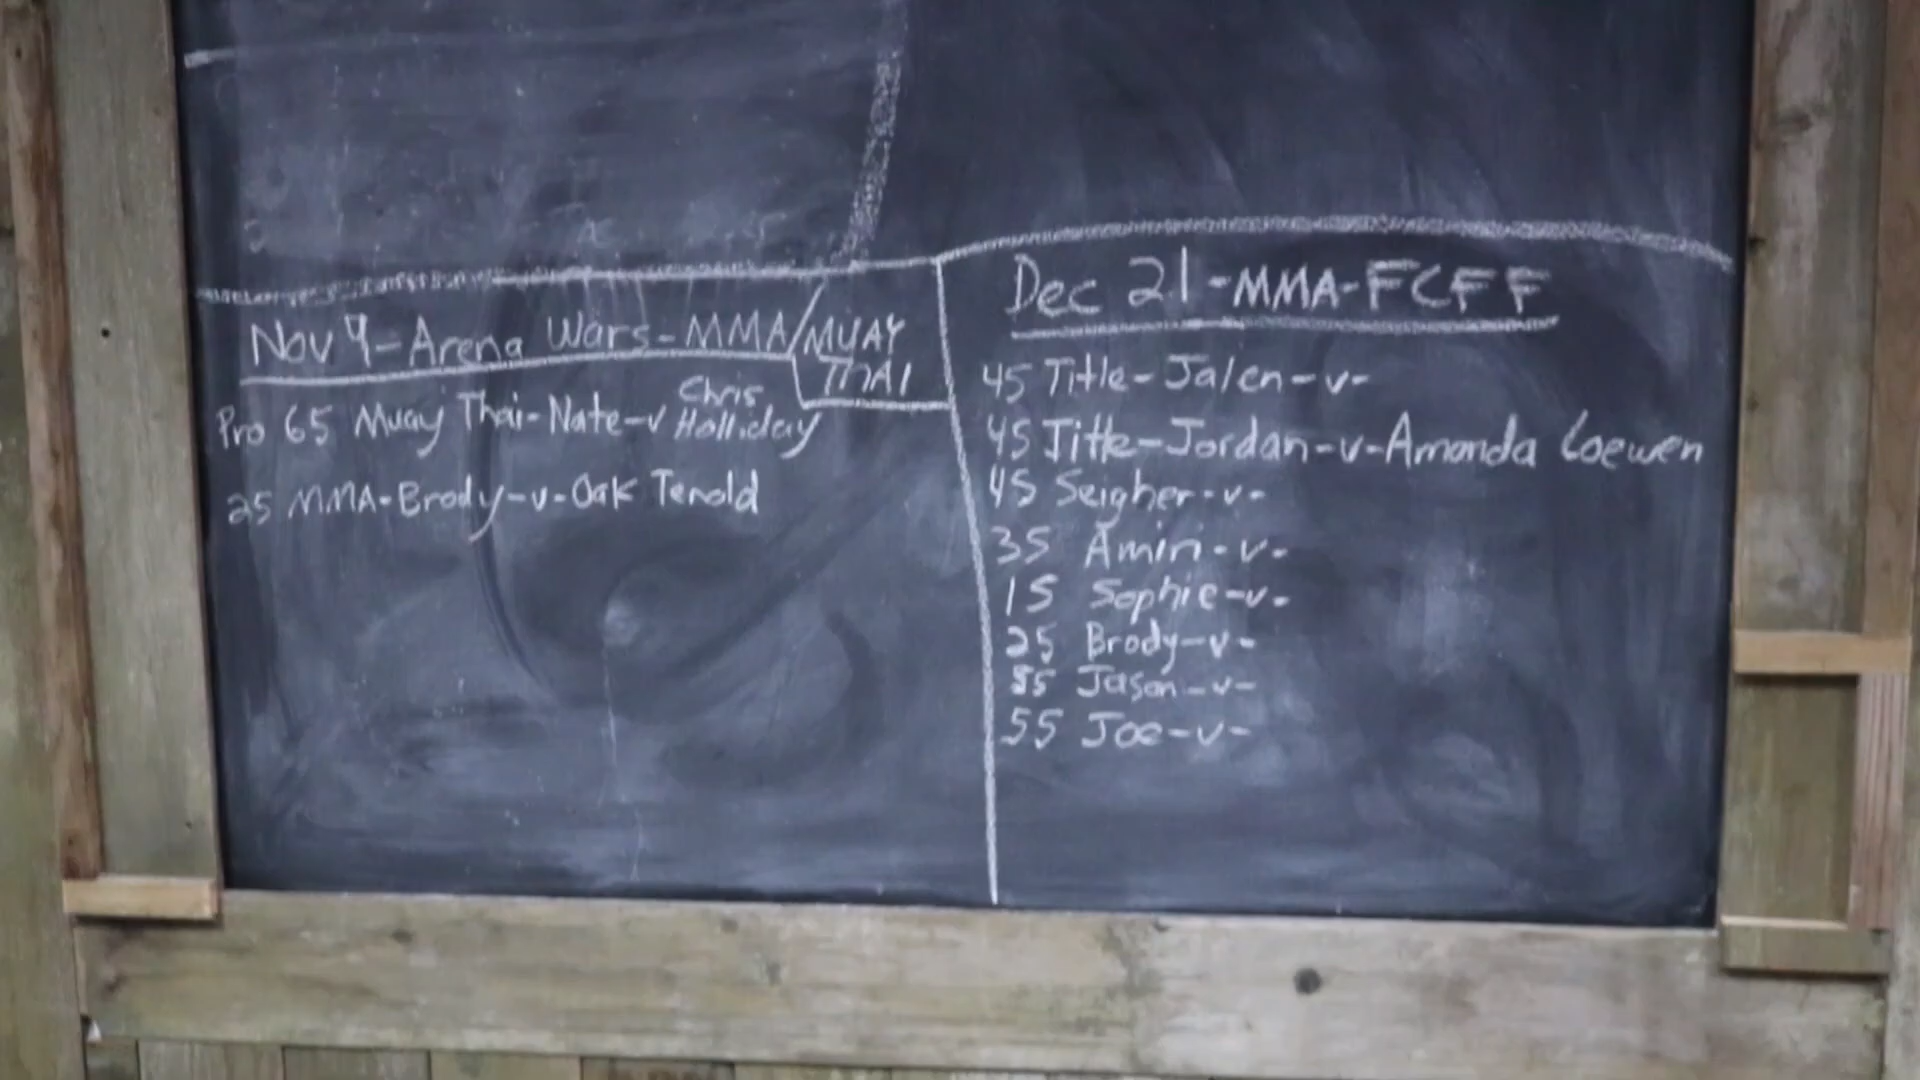 Nov 9-Arena Wars-MMA/MUAY
THAI
Pro 65 Muay Thai-Nate-v Chris Holliday
25 MMA-Brody-v-Oak Tenold
Dec 21-MMA-FCFF
45 Title-Jalen-v-
45 Title-Jordan-v-Amanda Loewen
45 Seigher-v-
35 Amin-v-
15 Sophie-v-
25 Brody-v-
Jason-v-
55 Joe-v-